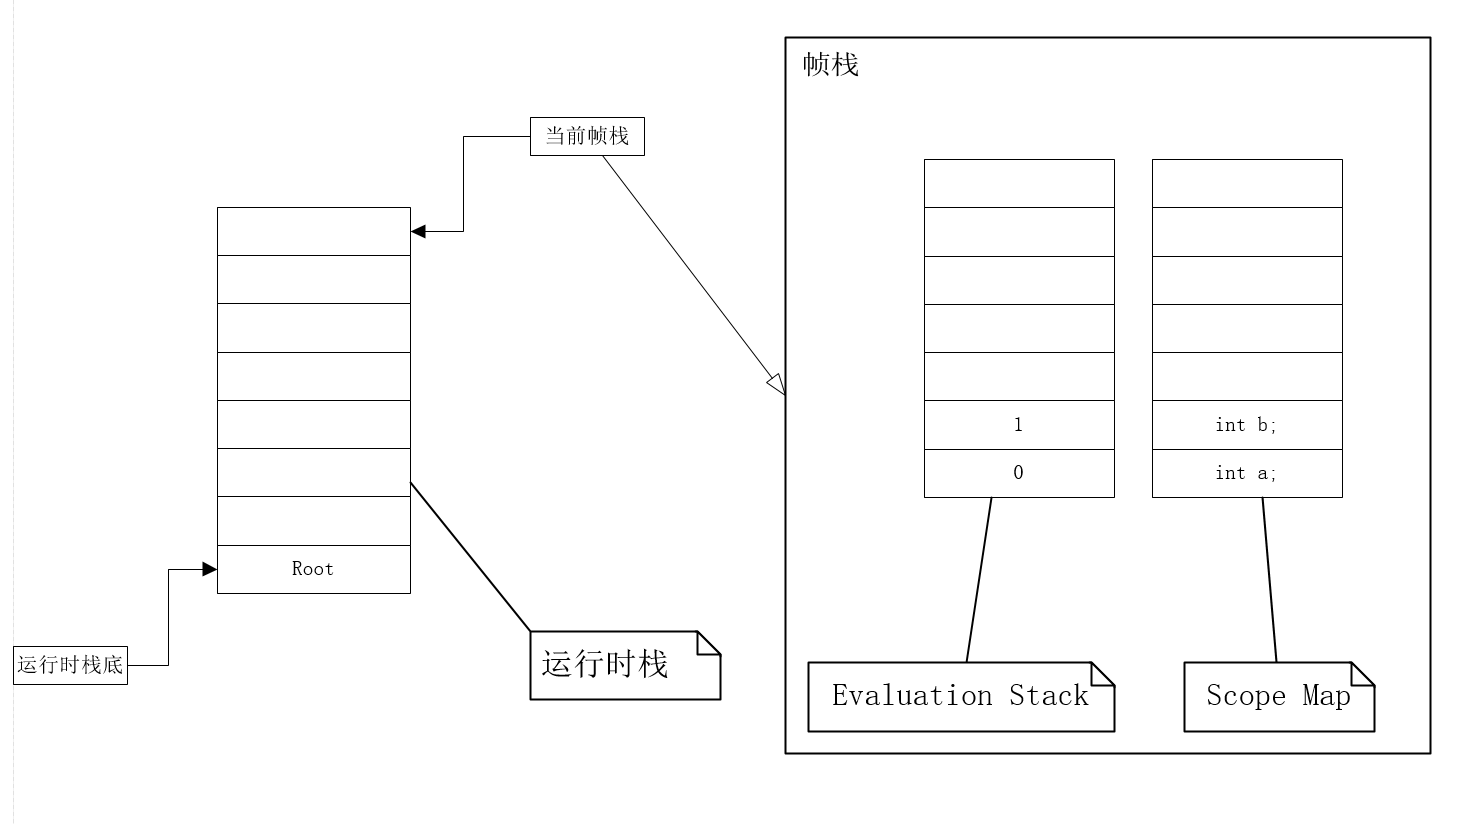 帧栈
当前帧栈
1
int b;
0
int a;
Root
运行时栈底
运行时栈
Evaluation Stack
Scope Map